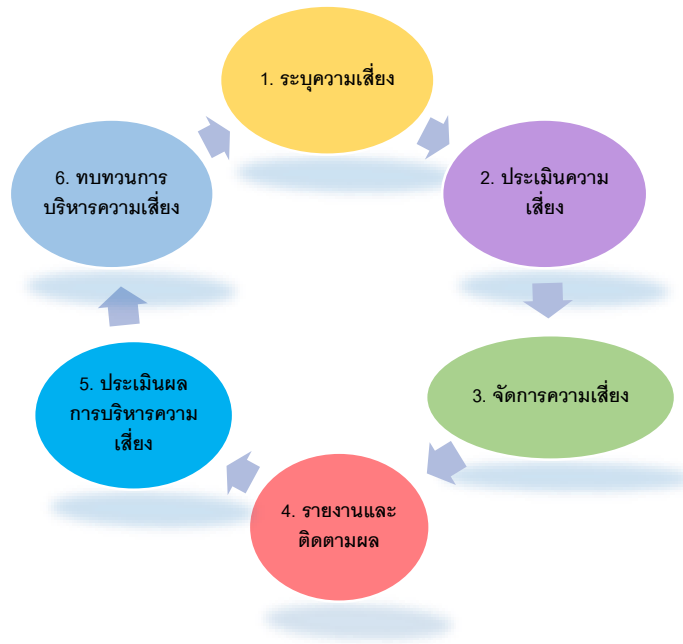 1. ระบุความเสี่ยง
2. ประเมินความ
เสี่ยง
3. จัดการความเสี่ยง
4. รายงานและ
ติดตามผล
5. ประเมินผล
การบริหารความ
เสี่ยง
6. ทบทวนการ
บริหารความเสี่ยง